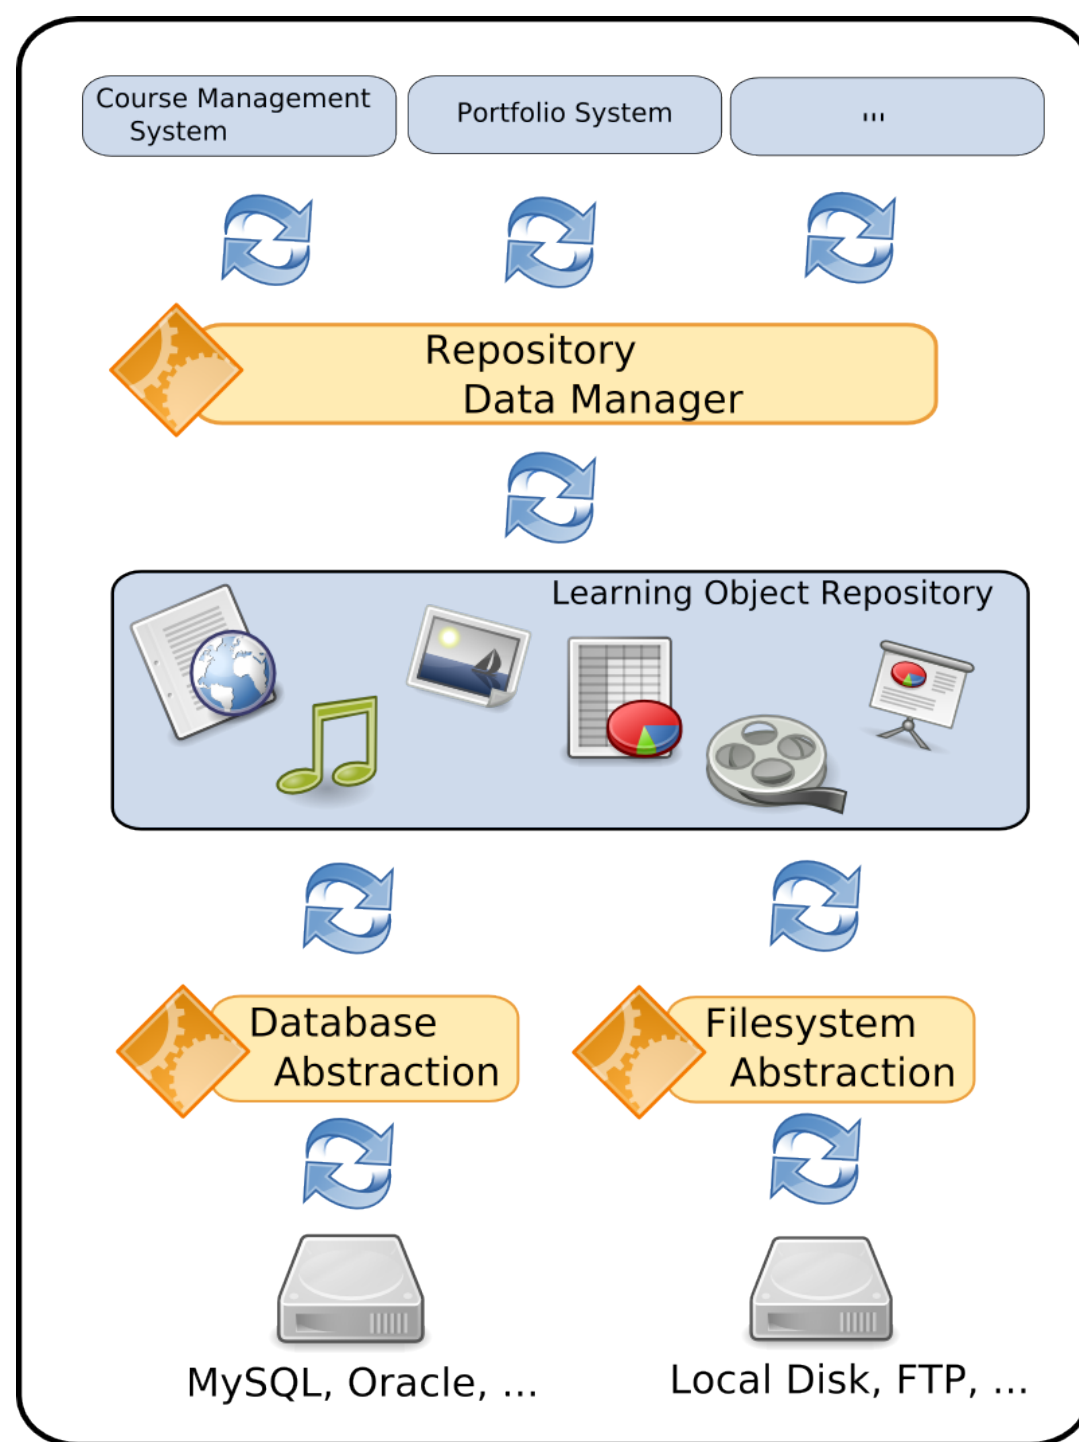 Course Management
System
Portfolio System
...
Repository
Data Manager
Learning Object Repository
Database
Abstraction
Filesystem
Abstraction
MySQL, Oracle, ...
Local Disk, FTP, ...